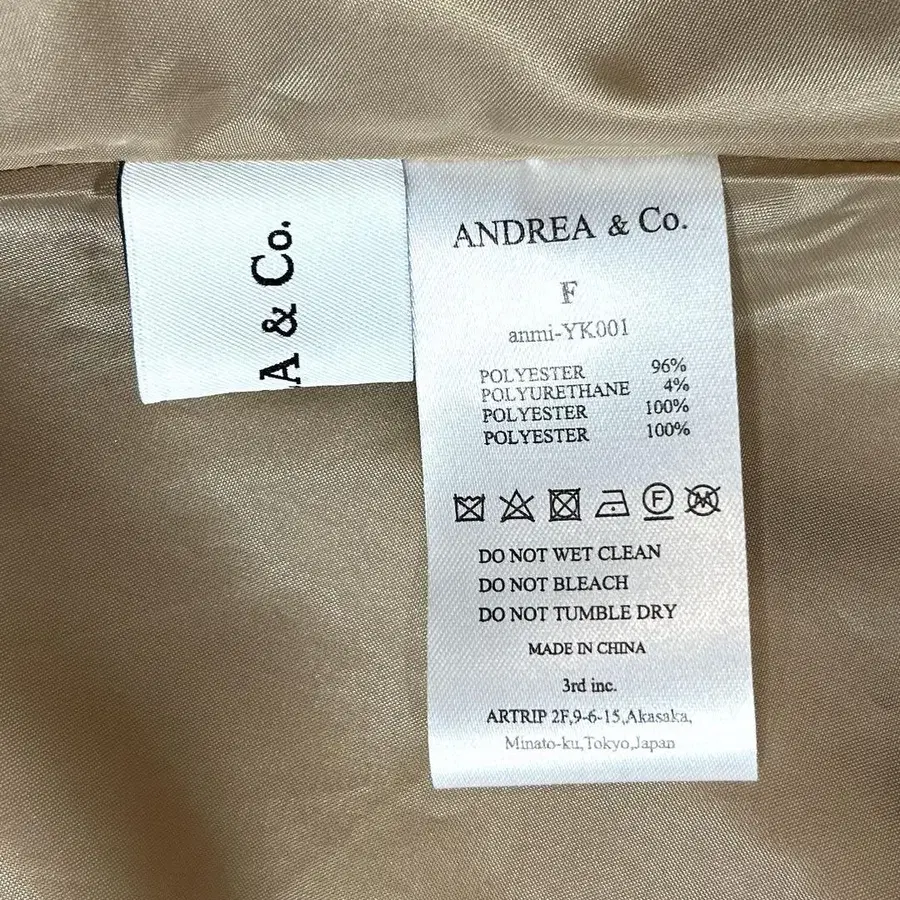 A & Co.
ANDREA & Co.
F
anmi-YK001
POLYESTER 96%
POLYURETHANE 4%
POLYESTER 100%
POLYESTER 100%
F
DO NOT WET CLEAN
DO NOT BLEACH
DO NOT TUMBLE DRY
MADE IN CHINA
3rd inc.
ARTRIP 2F,9-6-15,Akasaka,
Minato-ku,Tokyo,Japan